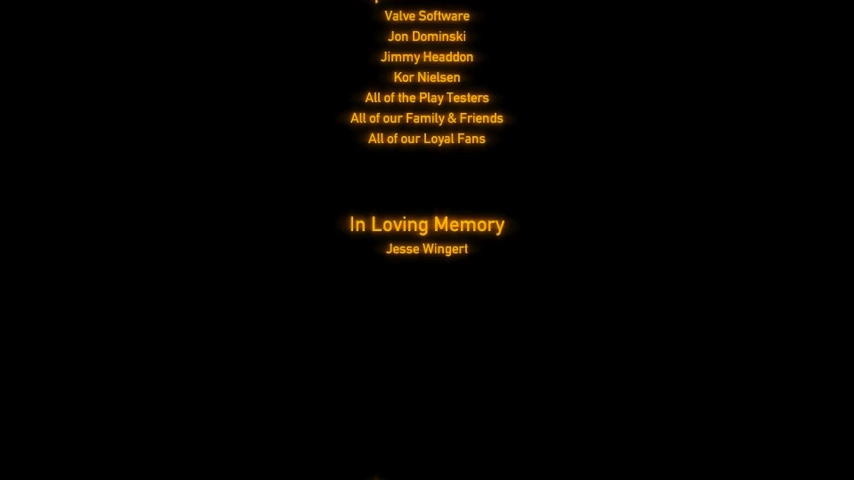 Valve Software
Jon Dominski
Jimmy Headdon
Kor Nielsen
All of the Play Testers
All of our Family & Friends
All of our Loyal Fans
In Loving Memory
Jesse Wingert